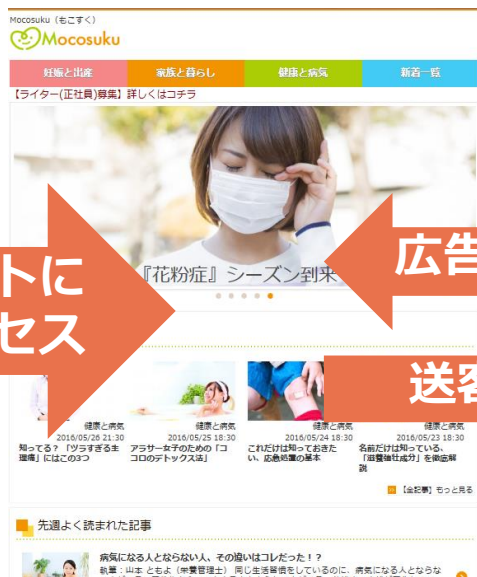 Mocosuku（もこすく）
Mocosuku
妊娠と出産
家族と暮らし
健康と病気
新着一覧
【ライター(正社員)募集】詳しくはコチラ
『花粉症』シーズン到来
トに
セス
広告
送客
健康と病気
2016/05/26 21:30
知ってる？「ツラすぎる生
理痛」にはこの3つ
健康と病気
2016/05/25 18:30
アラサー女子のための「コ
コロのデトックス法」
健康と病気
2016/05/24 18:30
これだけは知っておきた
い、応急処置の基本
健康と病気
2016/05/23 18:30
名前だけは知っている、
「滋養強壮成分」を徹底解
説
【全記事】もっと見る
先週よく読まれた記事
病気になる人とならない人、その違いはコレだった！？
執筆：山本 ともよ（栄養管理士） 同じ生活習慣をしているのに、病気になる人とならな